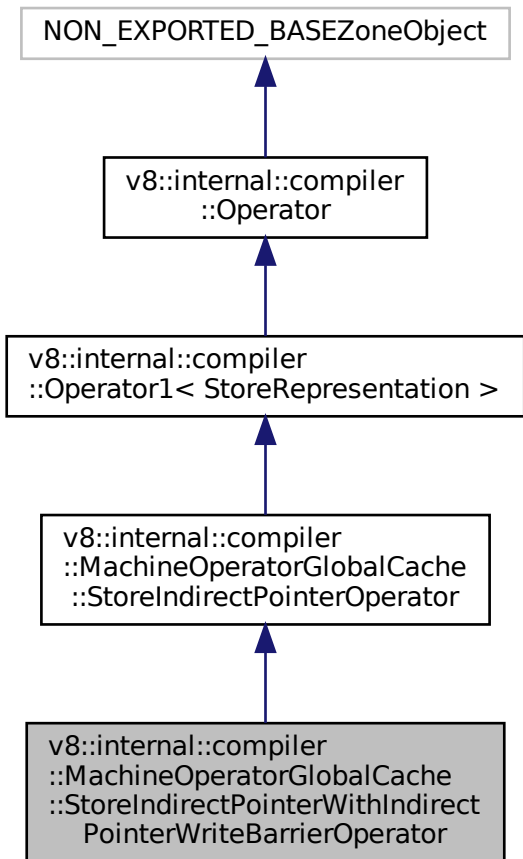 NON_EXPORTED_BASEZoneObject
v8::internal::compiler
::Operator
v8::internal::compiler
::Operator1< StoreRepresentation >
v8::internal::compiler
::MachineOperatorGlobalCache
::StoreIndirectPointerOperator
v8::internal::compiler
::MachineOperatorGlobalCache
::StoreIndirectPointerWithIndirect
PointerWriteBarrierOperator